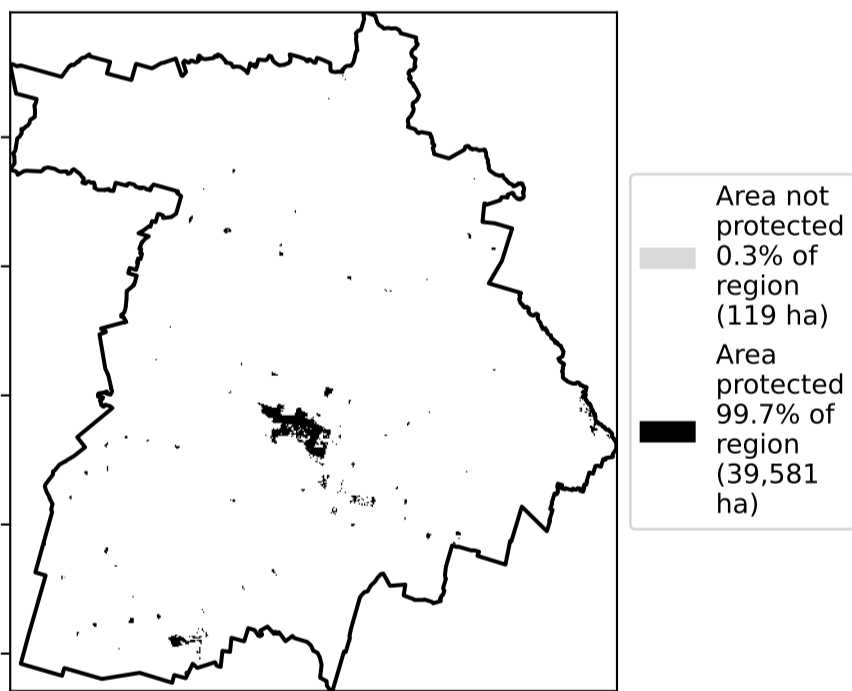 Area not
protected
0.3% of
region
(119 ha)
Area
protected
99.7% of
region
(39,581
ha)